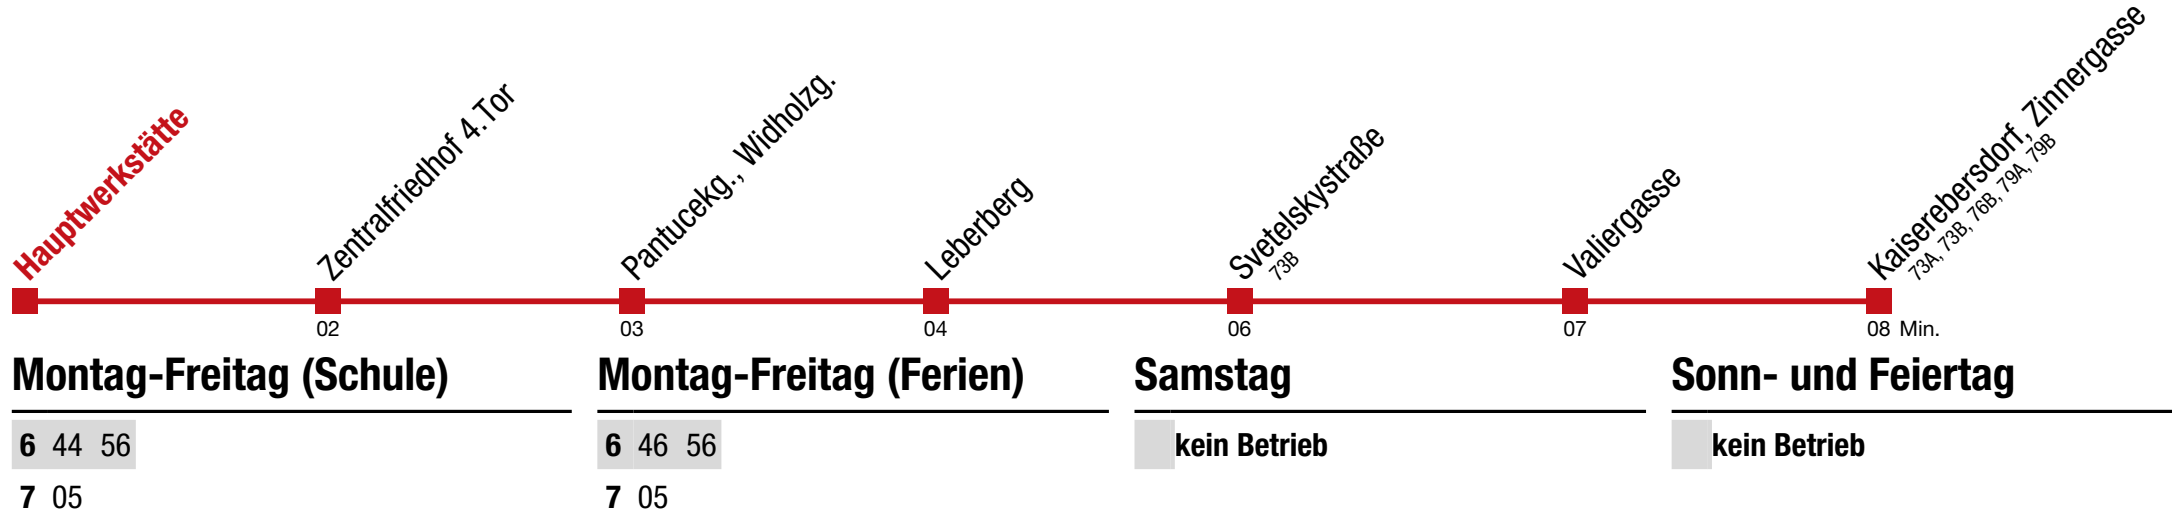 Hauptwerkstätte
Zentralfriedhof 4.Tor
Pantucekg., Widholzg.
Leberberg
Svetelskystraße
73B
Valiergasse
Kaiserebersdorf, Zinnergasse
73A, 73B, 76B, 79A, 79B
02 03 04 06 07 08 Min.
Montag-Freitag (Schule)
6 44 56
7 05
Montag-Freitag (Ferien)
6 46 56
7 05
Samstag
kein Betrieb
Sonn- und Feiertag
kein Betrieb